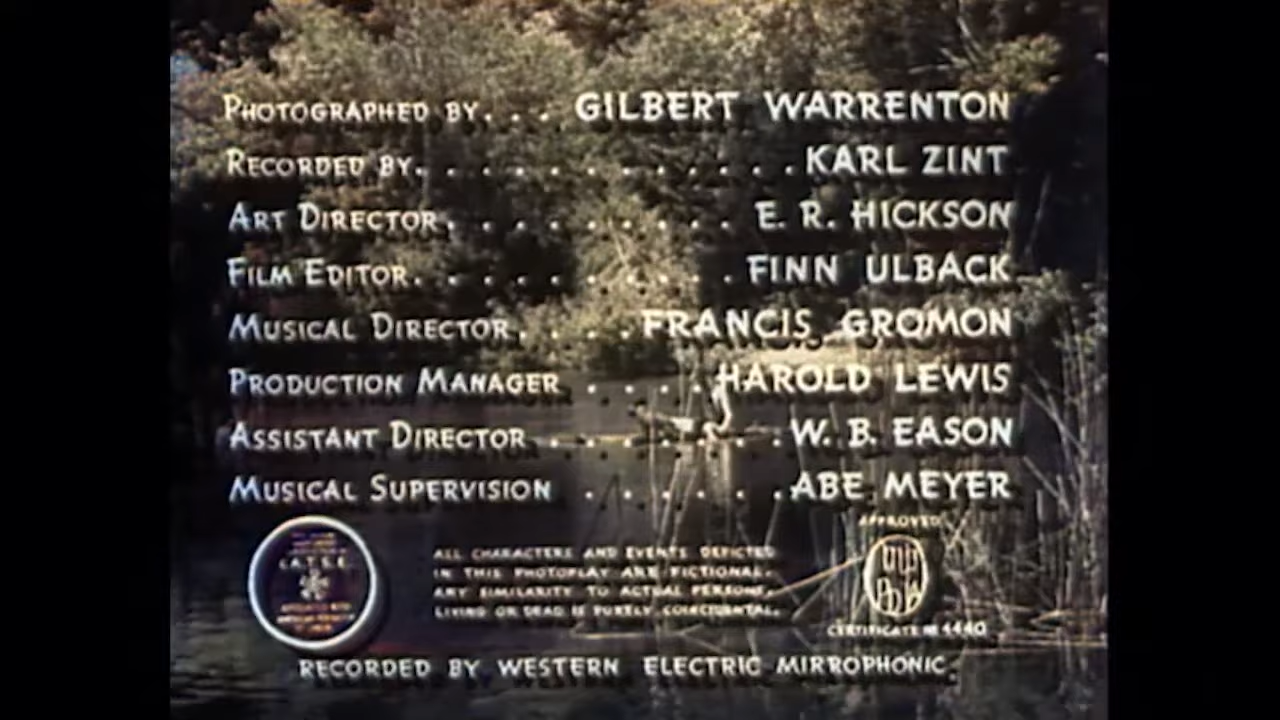 PHOTOGRAPHED BY. . . GILBERT WARRENTON
RECORDED BY. . . . . . . . . . . . KARL ZINT
ART DIRECTOR. . . . . . . . . . E. R. HICKSON
FILM EDITOR. . . . . . . . . . FINN ULBACK
MUSICAL DIRECTOR. . . . . FRANCIS GROMON
PRODUCTION MANAGER . . . . HAROLD LEWIS
ASSISTANT DIRECTOR . . . . . . . . W. B. EASON
MUSICAL SUPERVISION . . . . . . ABE MEYER
I.A.T.S.E.
ALL CHARACTERS AND EVENTS DEPICTED
IN THIS PHOTOPLAY ARE FICTIONAL.
ANY SIMILARITY TO ACTUAL PERSONS,
LIVING OR DEAD IS PURELY COINCIDENTAL.
APPROVED
CERTIFICATE No 4440
RECORDED BY WESTERN ELECTRIC MIRROPHONIC